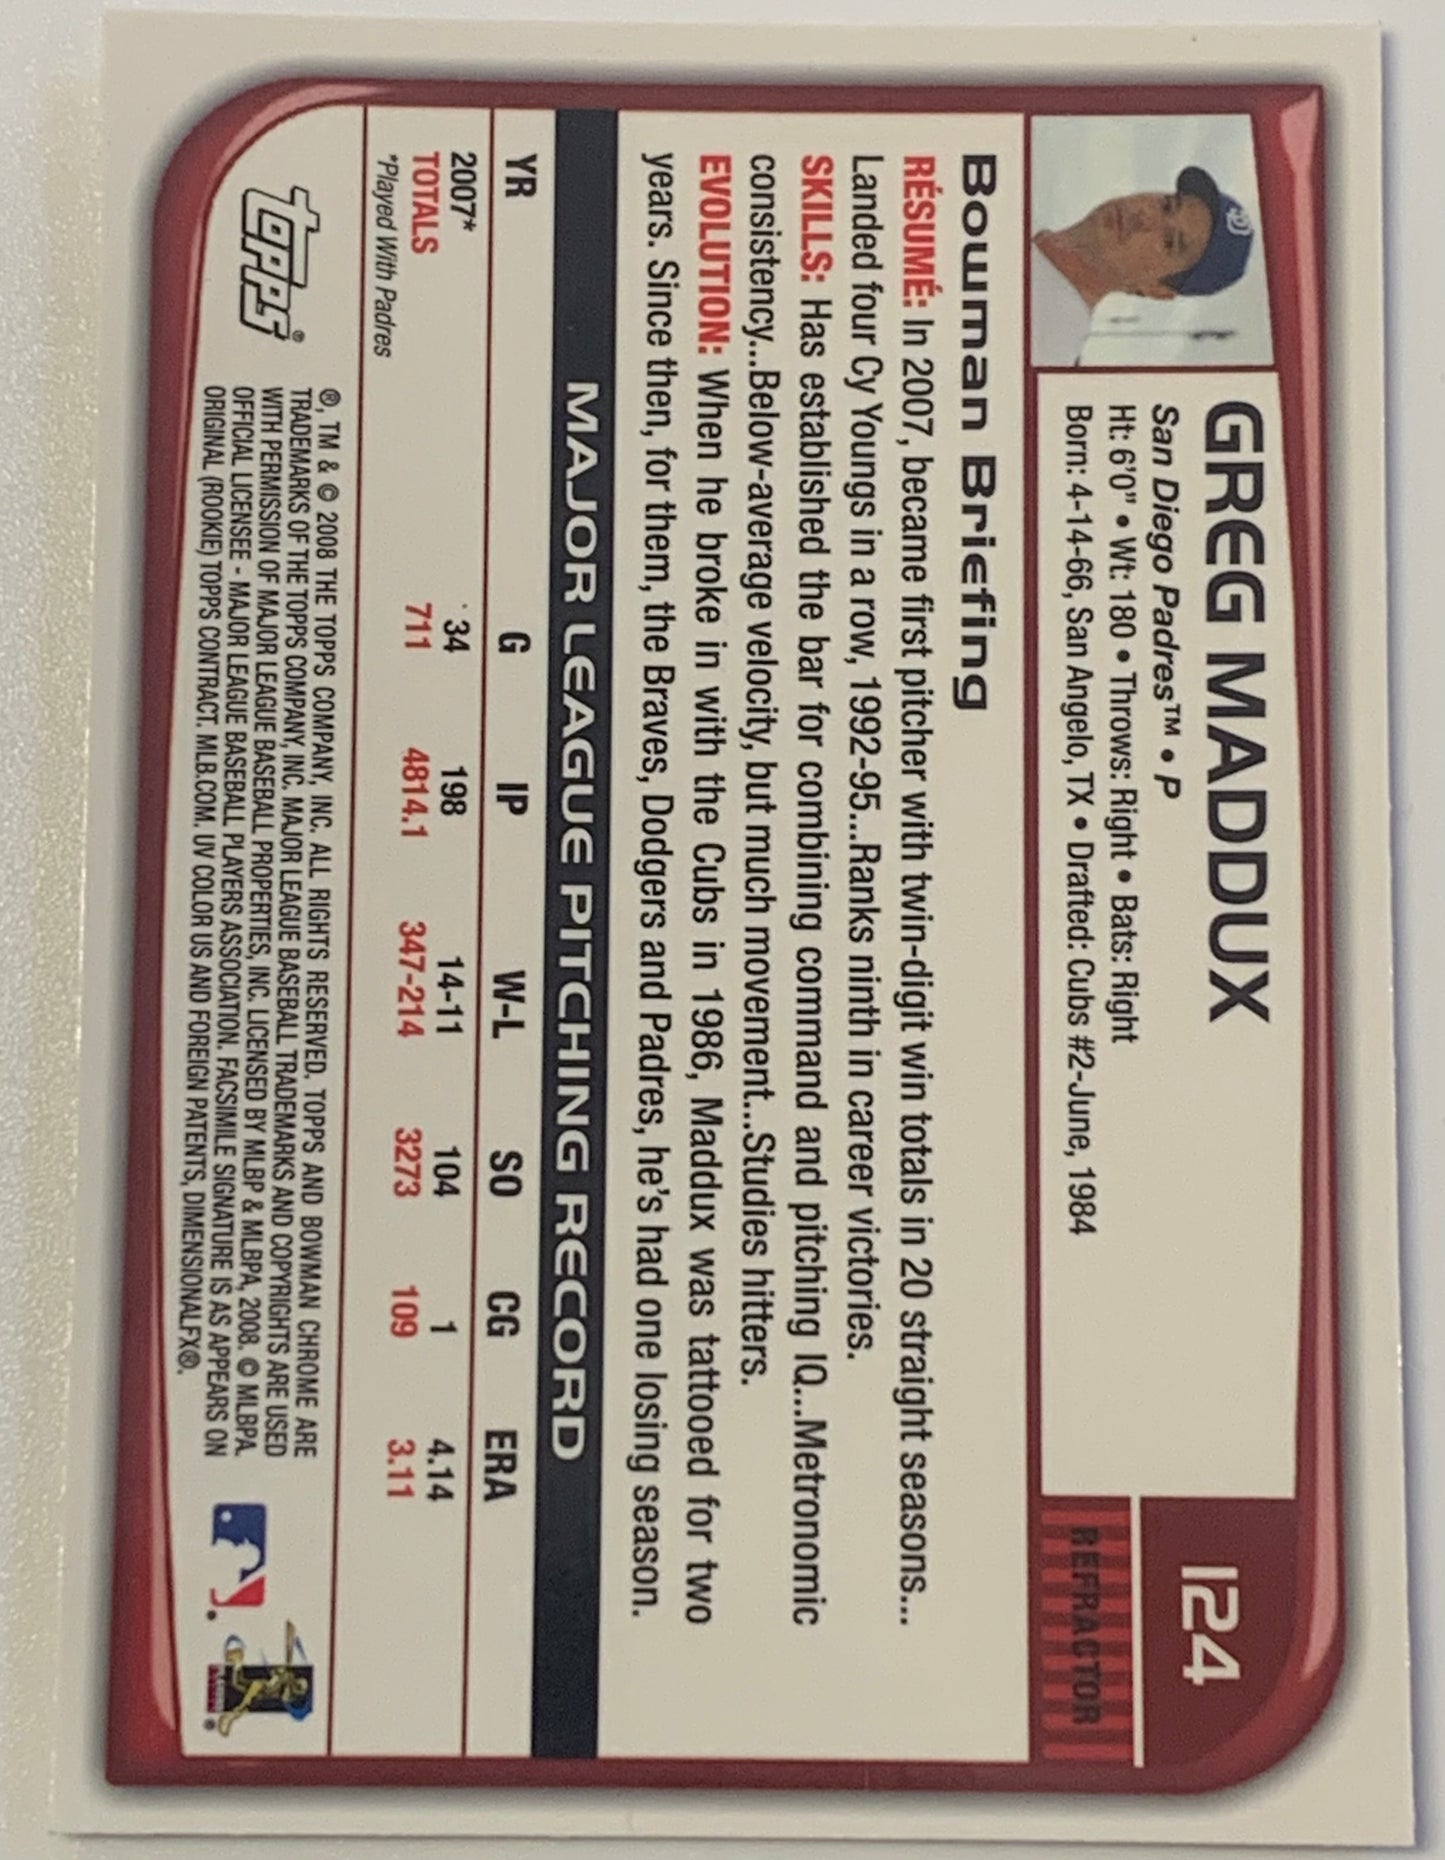 GREG MADDUX
124
San Diego Padres™ • P
Ht: 6'0" • Wt: 180 • Throws: Right • Bats: Right
Born: 4-14-66, San Angelo, TX • Drafted: Cubs #2-June, 1984
REFRACTOR
Bowman Briefing
RÉSUMÉ: In 2007, became first pitcher with twin-digit win totals in 20 straight seasons...
Landed four Cy Youngs in a row, 1992-95...Ranks ninth in career victories.
SKILLS: Has established the bar for combining command and pitching IQ...Metronomic
consistency...Below-average velocity, but much movement...Studies hitters.
EVOLUTION: When he broke in with the Cubs in 1986, Maddux was tattooed for two
years. Since then, for them, the Braves, Dodgers and Padres, he's had one losing season.
MAJOR LEAGUE PITCHING RECORD
YR G IP W-L SO CG ERA
2007* 34 198 14-11 104 1 4.14
TOTALS 711 4814.1 347-214 3273 109 3.11
*Played With Padres
topps®
®, TM & © 2008 THE TOPPS COMPANY, INC. ALL RIGHTS RESERVED. TOPPS AND BOWMAN CHROME ARE
TRADEMARKS OF THE TOPPS COMPANY, INC. MAJOR LEAGUE BASEBALL TRADEMARKS AND COPYRIGHTS ARE USED
WITH PERMISSION OF MAJOR LEAGUE BASEBALL PROPERTIES, INC. LICENSED BY MLBP & MLBPA, 2008. © MLBPA.
OFFICIAL LICENSEE - MAJOR LEAGUE BASEBALL PLAYERS ASSOCIATION. FACSIMILE SIGNATURE IS AS APPEARS ON
ORIGINAL (ROOKIE) TOPPS CONTRACT. MLB.COM. UV COLOR US AND FOREIGN PATENTS, DIMENSIONALFX®.